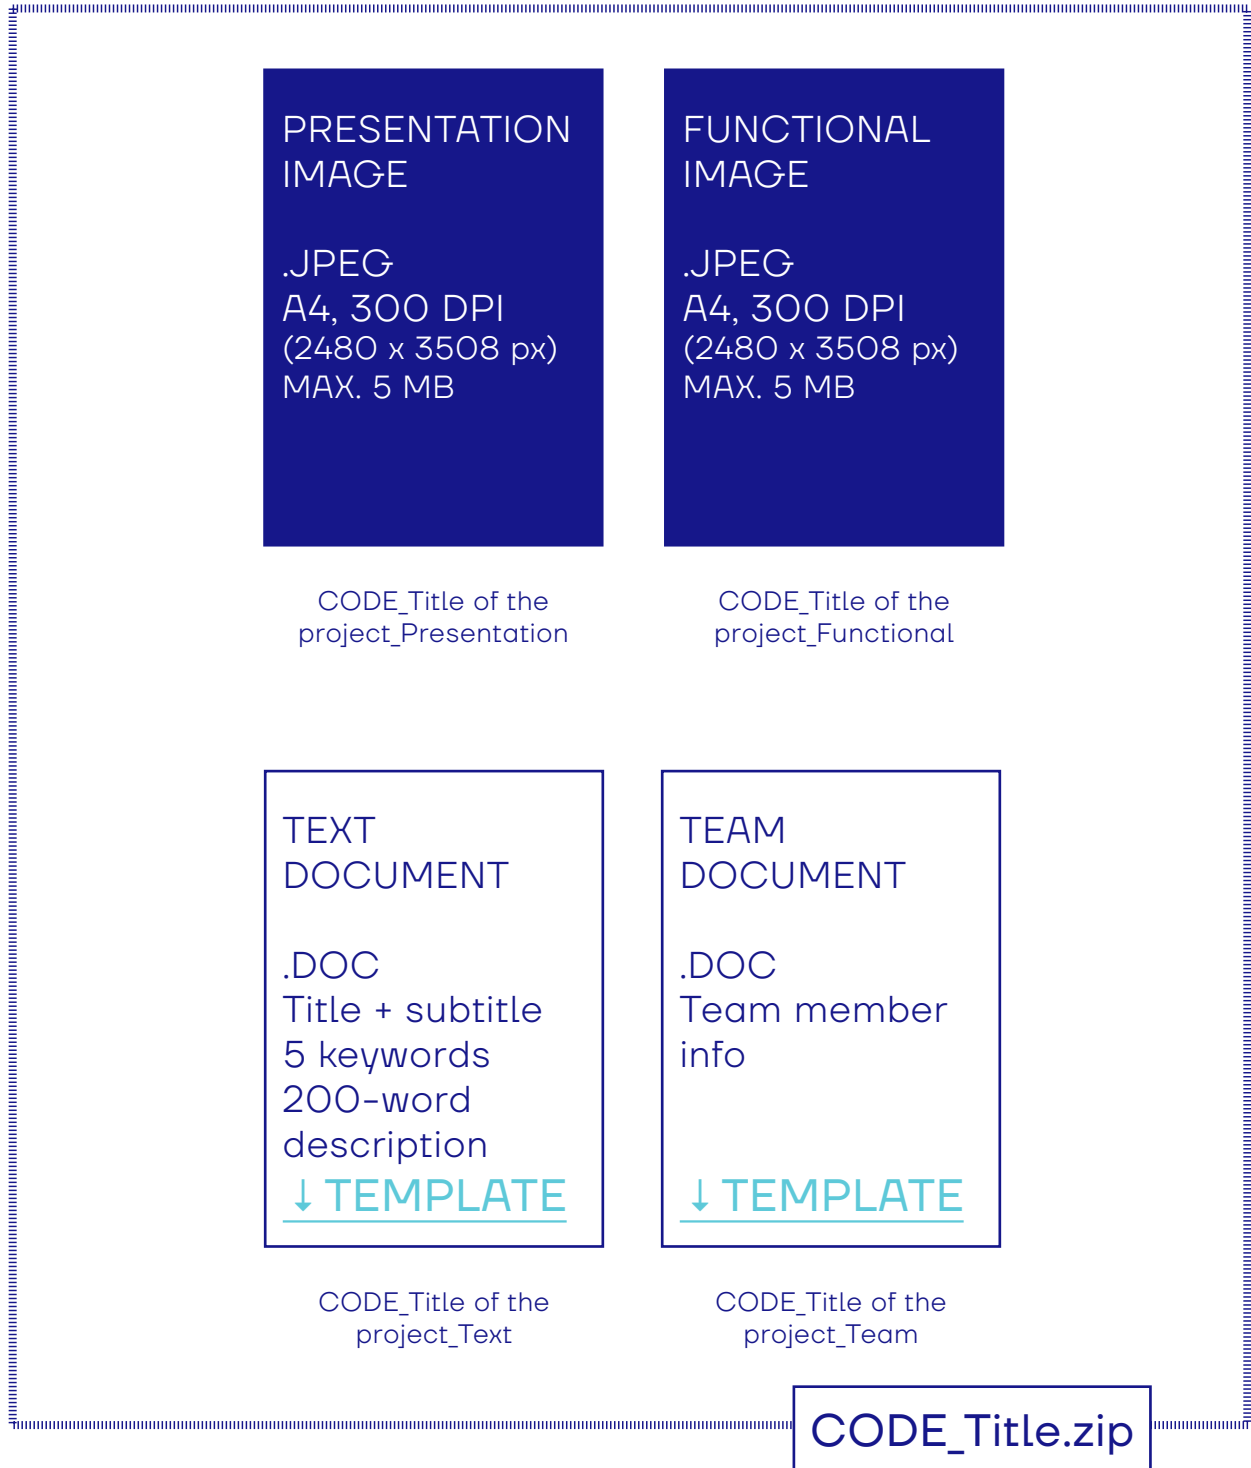 PRESENTATION
IMAGE
.JPEG
A4, 300 DPI
(2480 x 3508 px)
MAX. 5 MB
CODE_Title of the
project_Presentation
FUNCTIONAL
IMAGE
.JPEG
A4, 300 DPI
(2480 x 3508 px)
MAX. 5 MB
CODE_Title of the
project_Functional
TEXT
DOCUMENT
.DOC
Title + subtitle
5 keywords
200-word
description
↓ TEMPLATE
CODE_Title of the
project_Text
TEAM
DOCUMENT
.DOC
Team member
info
↓ TEMPLATE
CODE_Title of the
project_Team
CODE_Title.zip